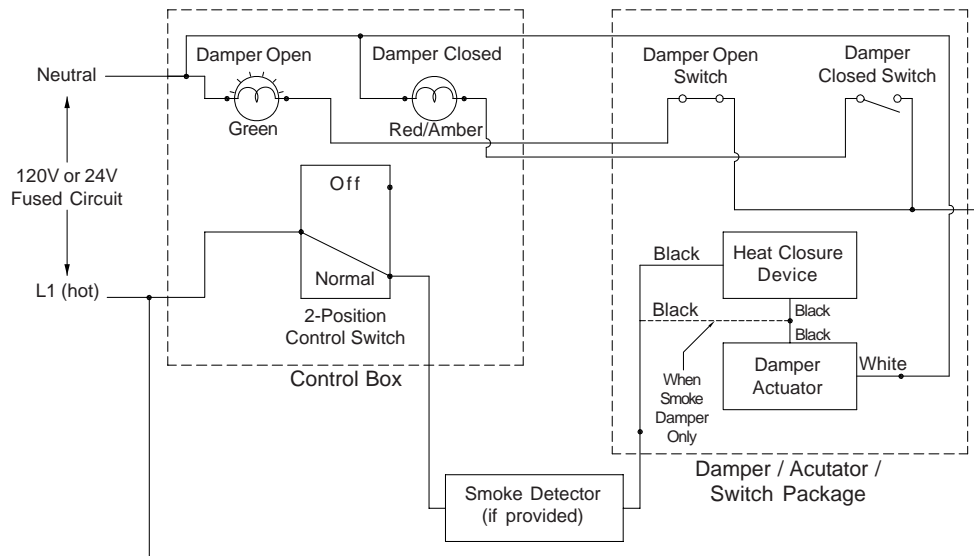 Damper Open
Damper Closed
Neutral
Green
Red/Amber
Damper Open
Switch
Damper
Closed Switch
120V or 24V
Fused Circuit
L1 (hot)
Off
Normal
2-Position
Control Switch
Control Box
Black
Heat Closure
Device
Black
Black
Black
When
Smoke
Damper
Only
Damper
Actuator
White
Damper / Acutator /
Switch Package
Smoke Detector
(if provided)